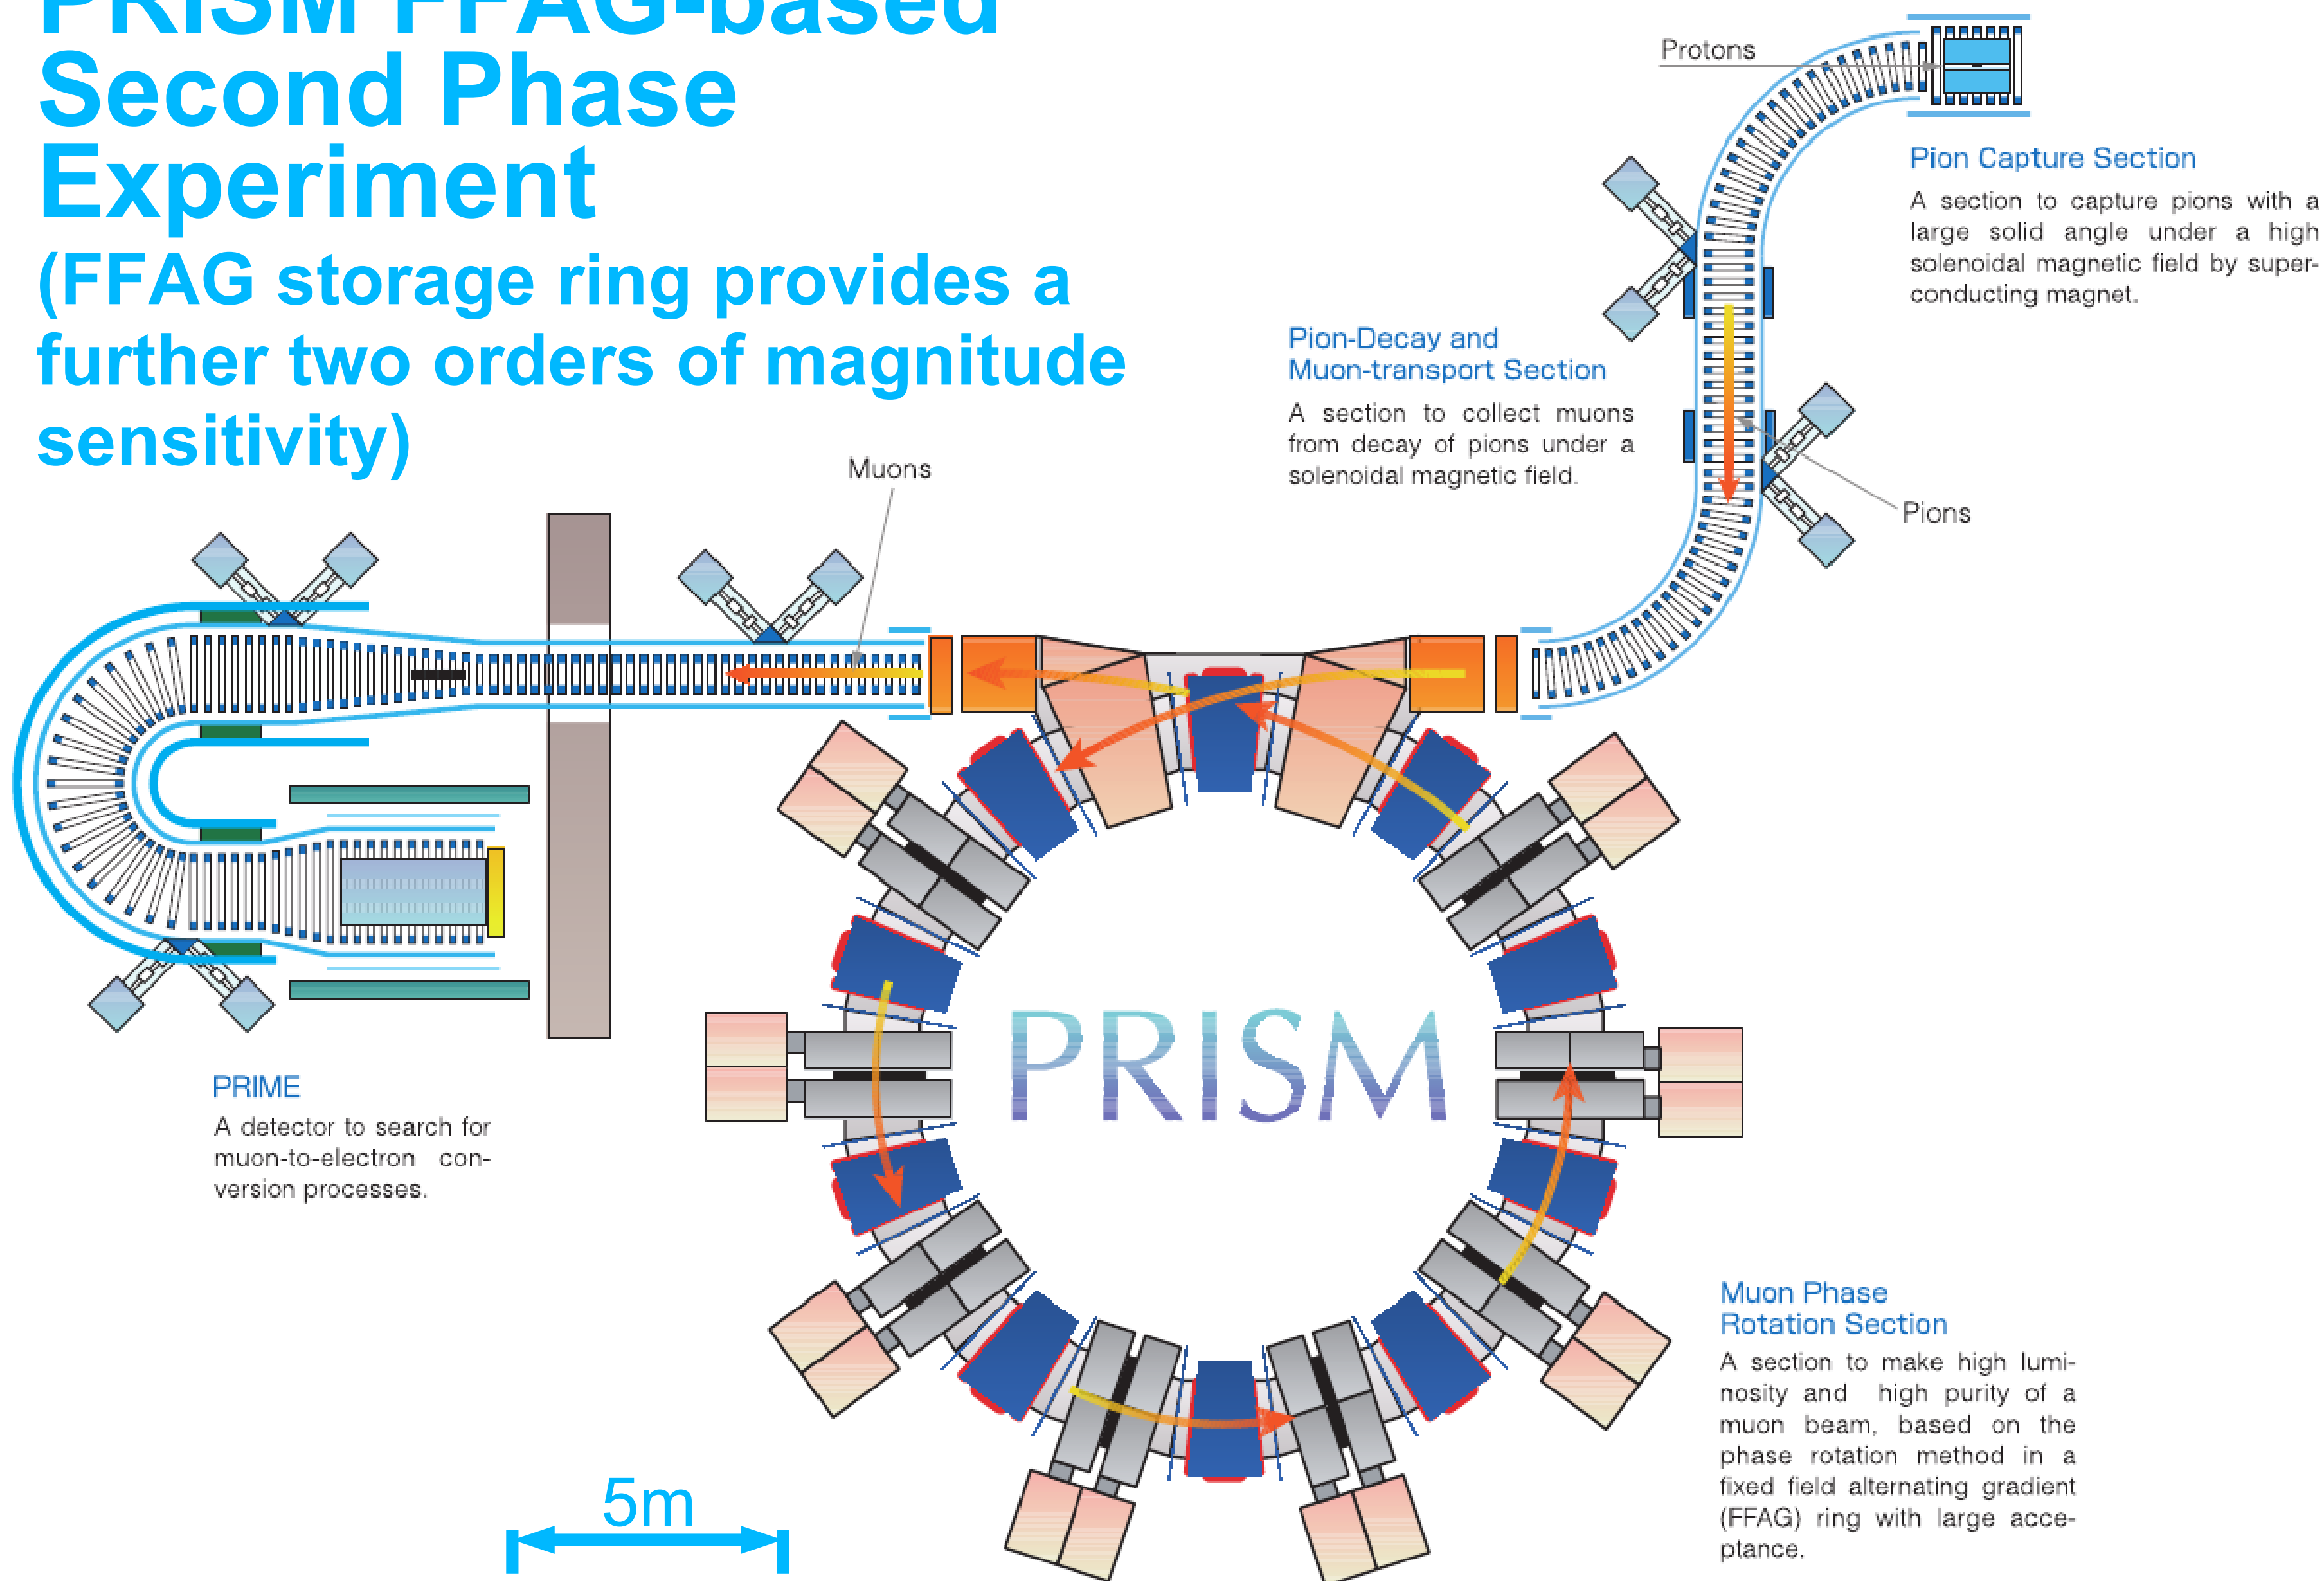 PRISM FFAG-based
Second Phase
Experiment
(FFAG storage ring provides a
further two orders of magnitude
sensitivity)
Protons
Pion Capture Section
A section to capture pions with a
large solid angle under a high
solenoidal magnetic field by super-
conducting magnet.
Pion-Decay and
Muon-transport Section
A section to collect muons
from decay of pions under a
solenoidal magnetic field.
Muons
Pions
PRISM
PRIME
A detector to search for
muon-to-electron con-
version processes.
Muon Phase
Rotation Section
A section to make high lumi-
nosity and high purity of a
muon beam, based on the
phase rotation method in a
fixed field alternating gradient
(FFAG) ring with large acce-
ptance.
5m